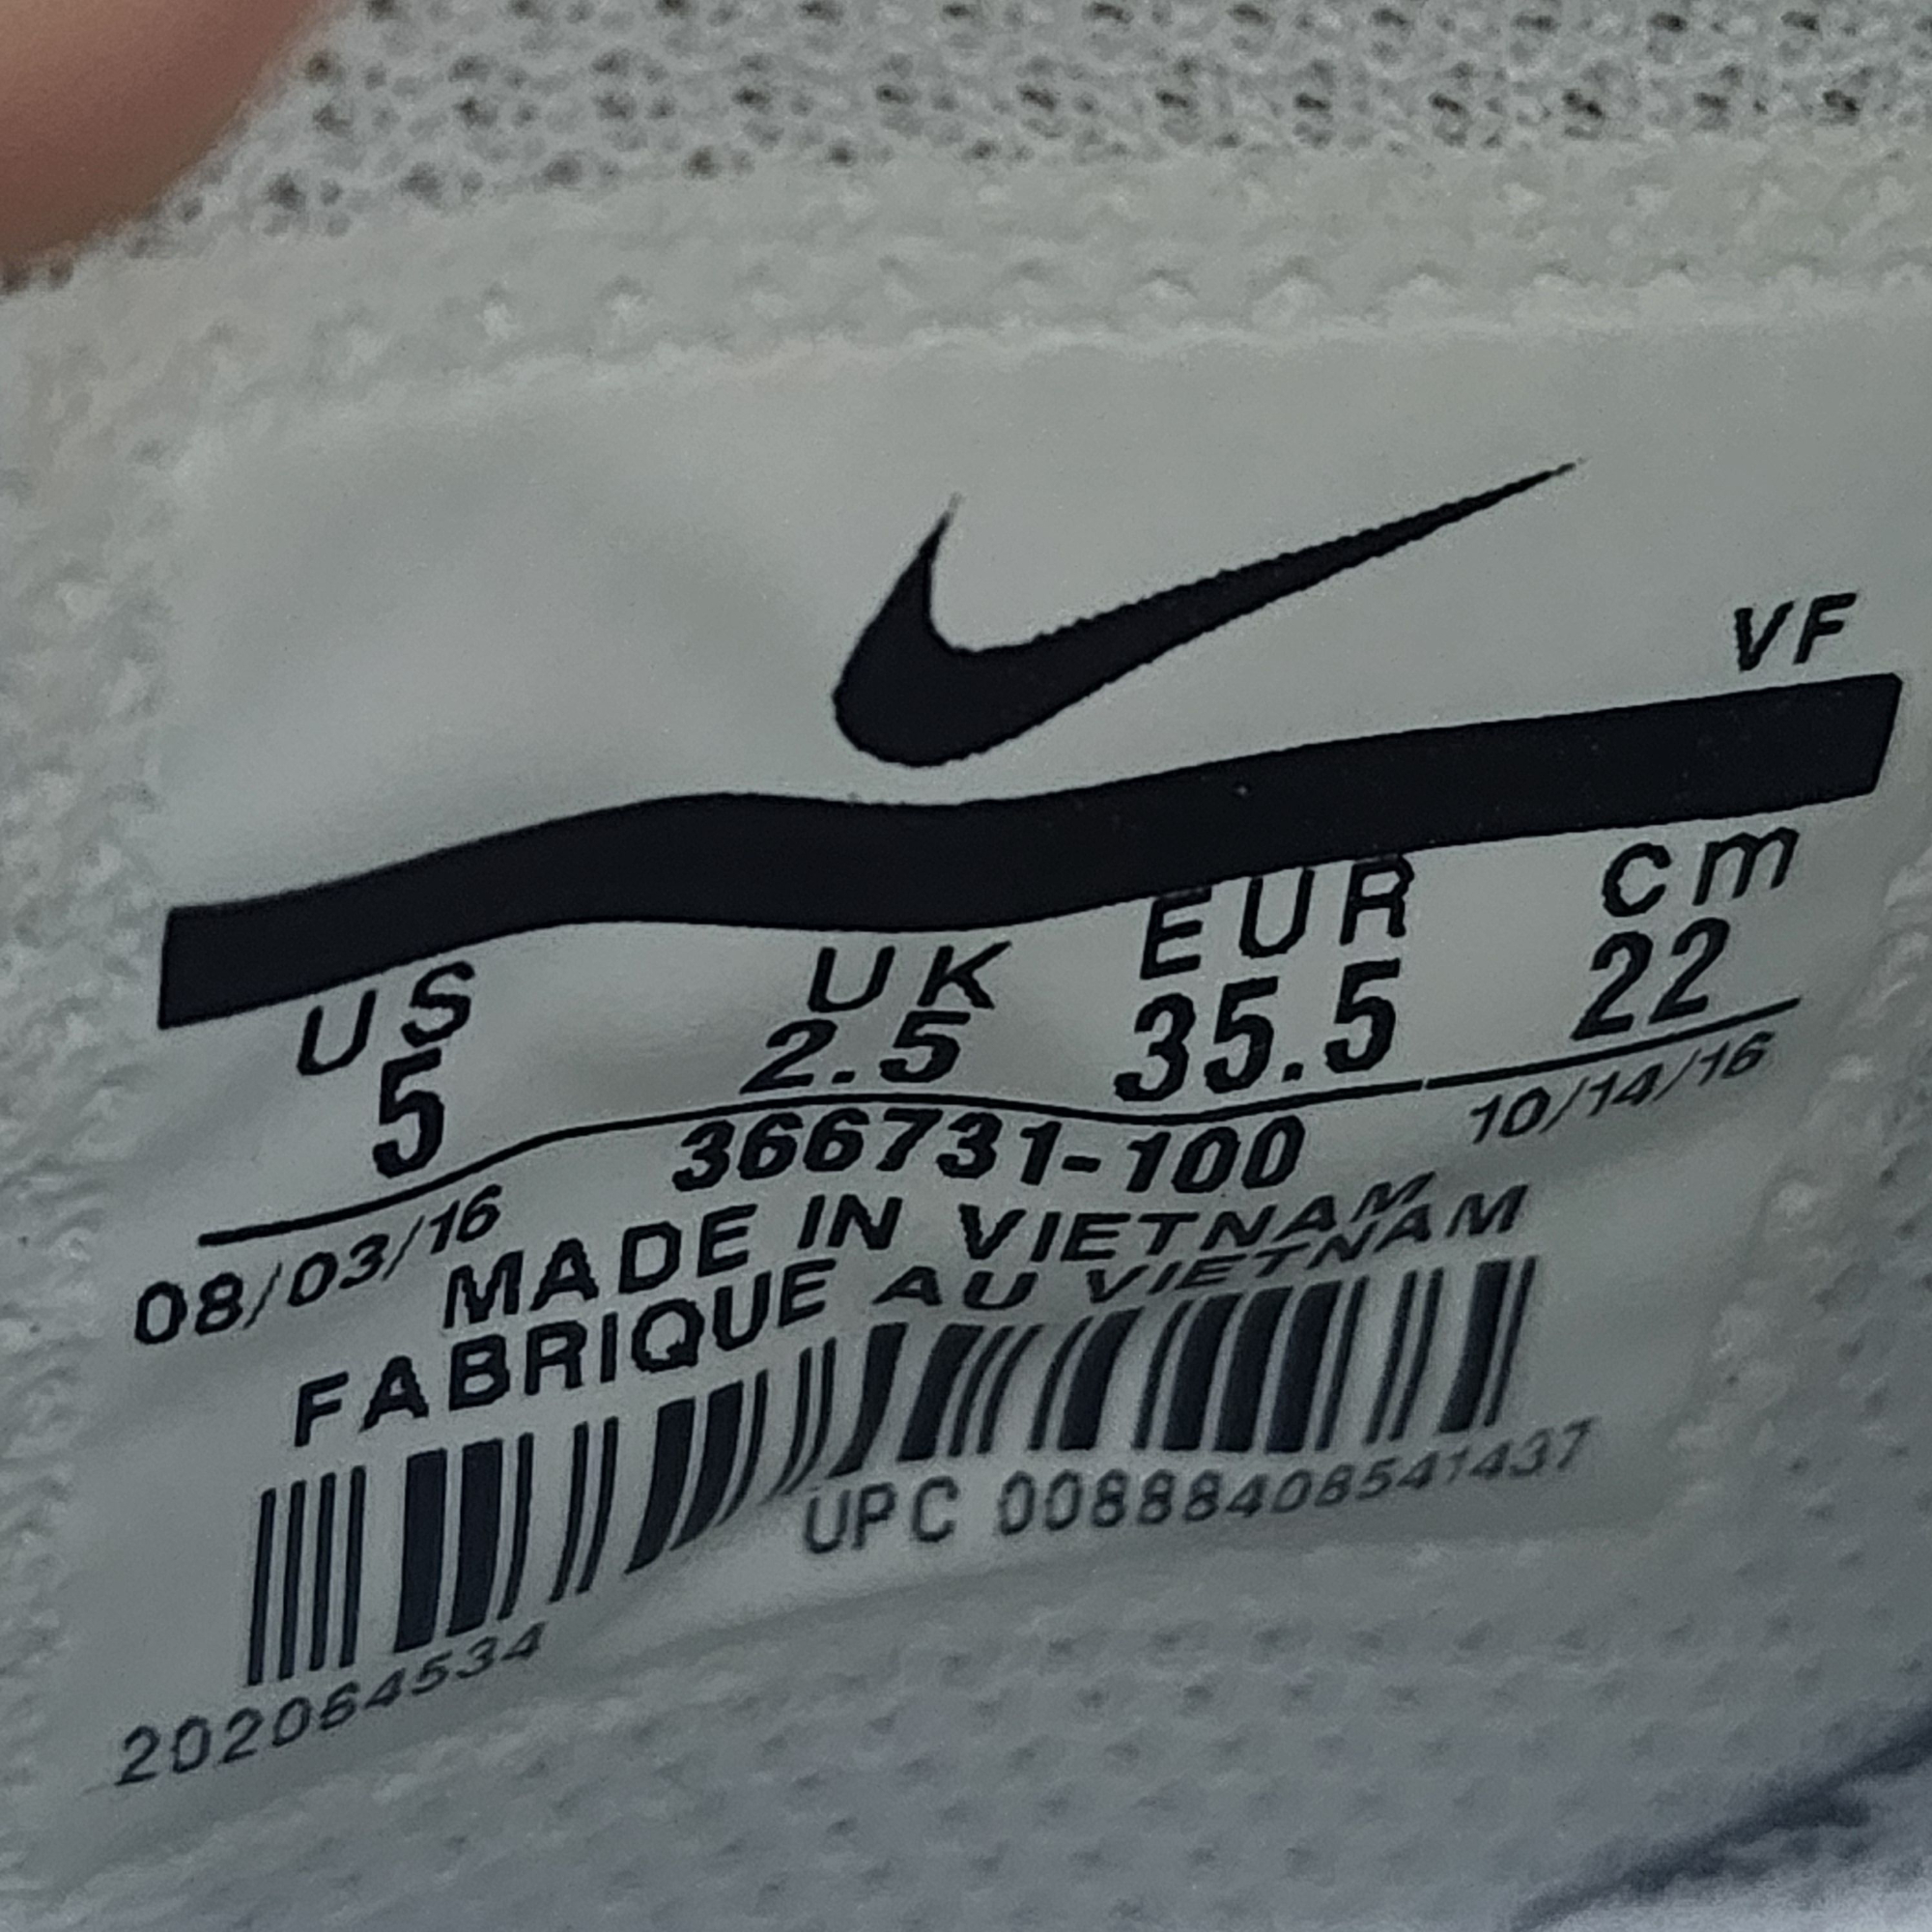 VF
US UK EUR cm
5 2.5 35.5 22
08/03/16 366731-100 10/14/16
MADE IN VIETNAM
FABRIQUE AU VIETNAM
UPC 00888408541437
202064534